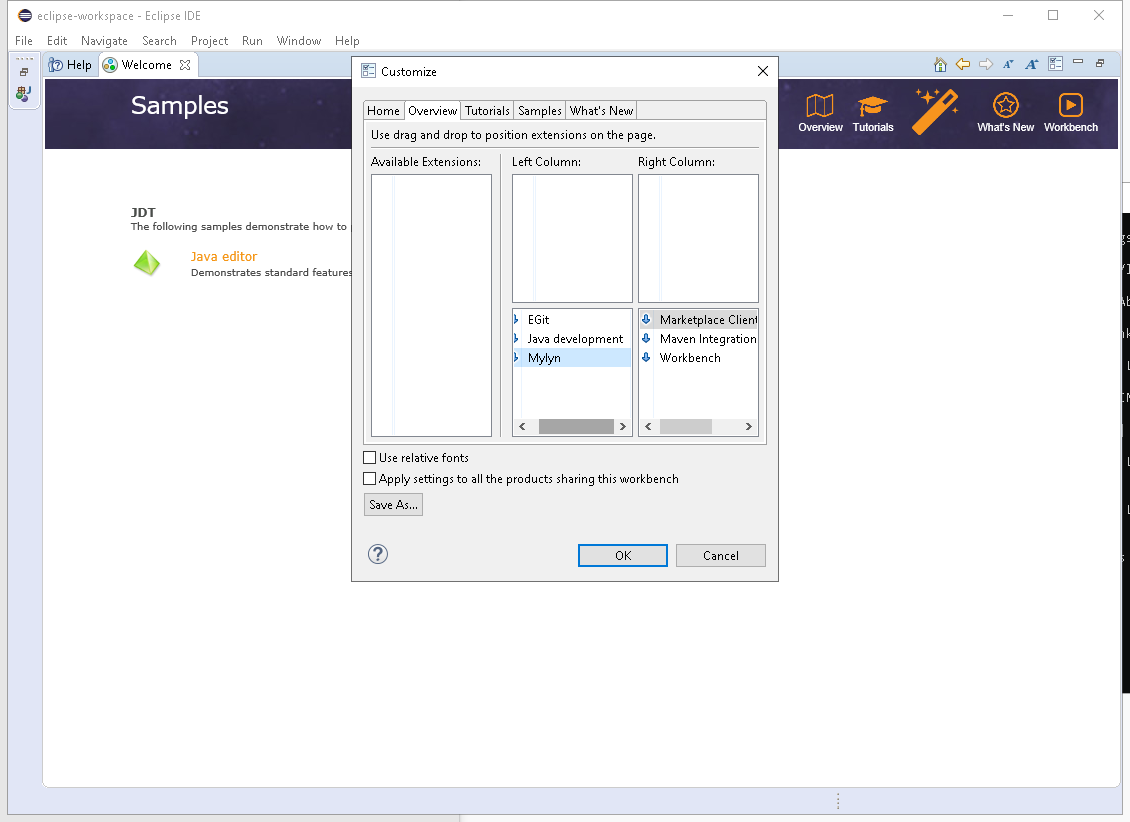 eclipse-workspace - Eclipse IDE
File Edit Navigate Search Project Run Window Help
Help Welcome
Samples
Overview Tutorials What's New Workbench
JDT
The following samples demonstrate how to
Java editor
Demonstrates standard features
Customize
Home Overview Tutorials Samples What's New
Use drag and drop to position extensions on the page.
Available Extensions: Left Column: Right Column:
EGit
Java development
Mylyn
Marketplace Client
Maven Integration
Workbench
Use relative fonts
Apply settings to all the products sharing this workbench
Save As...
OK Cancel